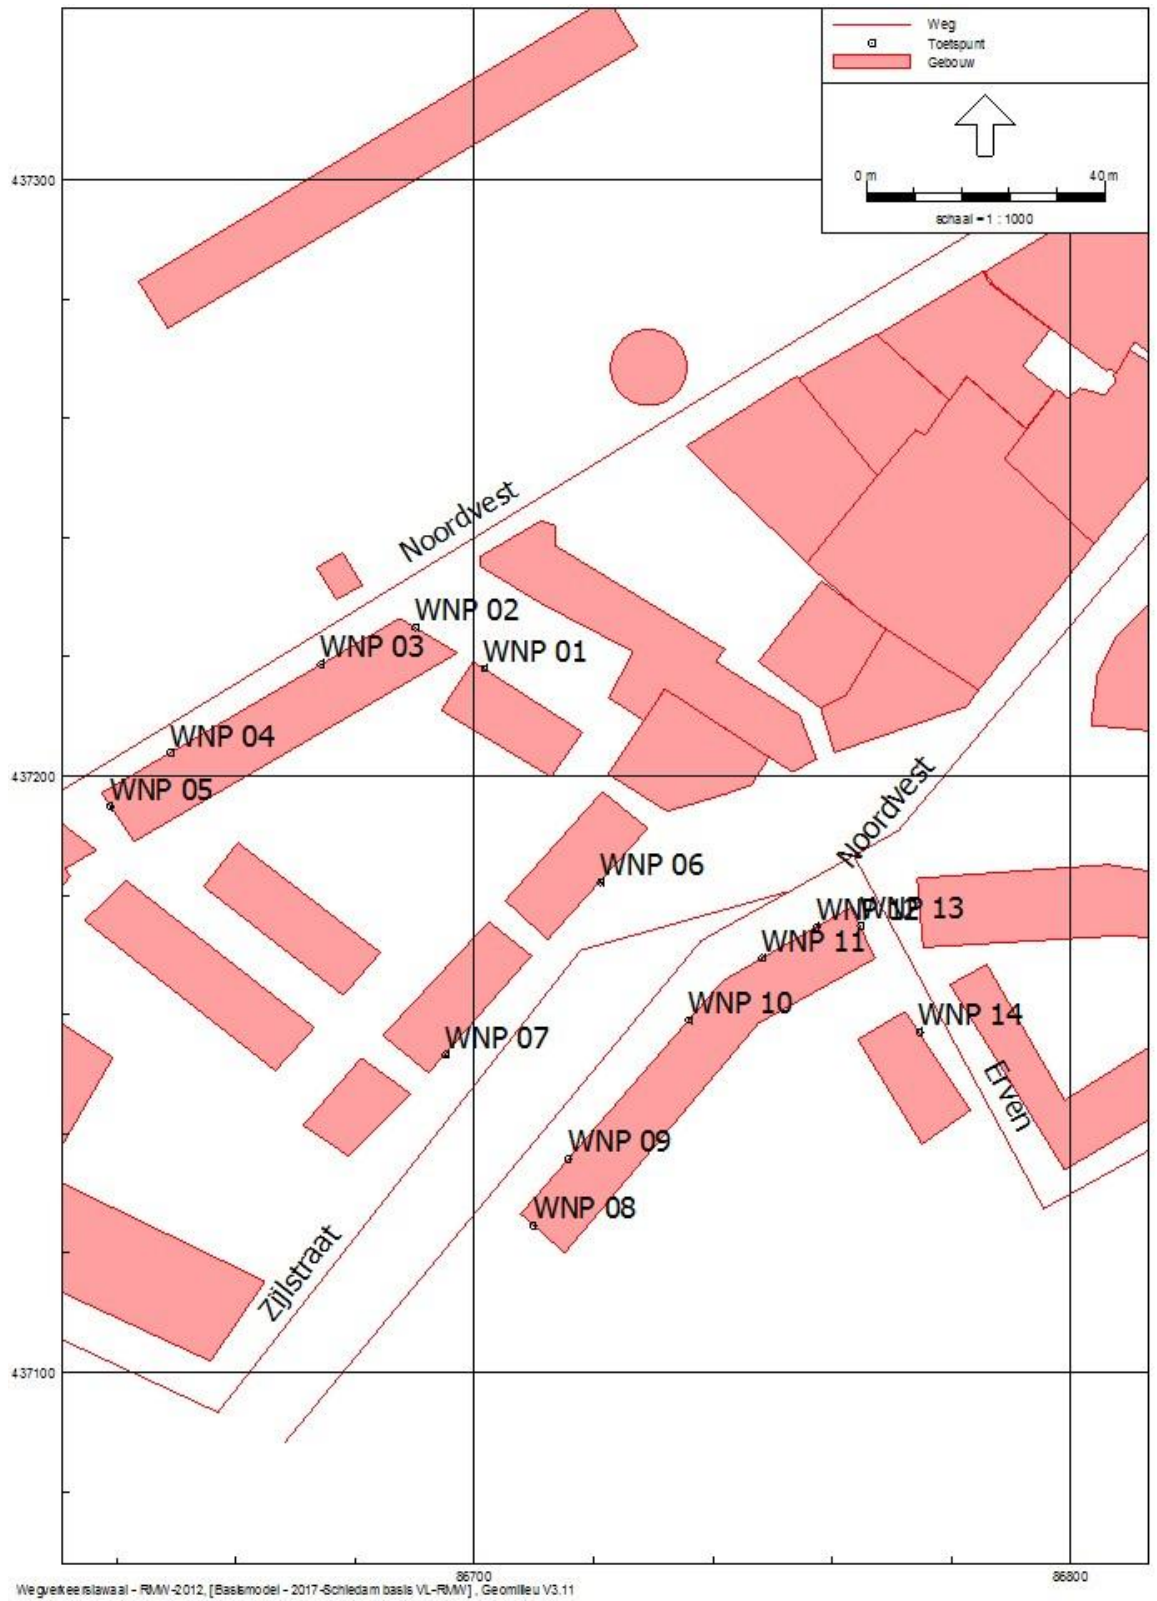 Weg
Toetspunt
Gebouw
0 m 40 m
schaal = 1 : 1000
437300
Noordvest
WNP 02
WNP 03
WNP 01
WNP 04
437200
WNP 05
Noordvest
WNP 06
WNP 12
WNP 13
WNP 11
WNP 10
WNP 14
WNP 07
Erven
WNP 09
WNP 08
Zijlstraat
437100
86700 86800
Wegverkeerslawaai - RMW-2012, [Basismodel - 2017-Schiedam basis VL-RMW] , Geomilieu V3.11